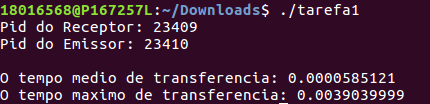 18016568@P167257L:~/Downloads$ ./tarefa1
Pid do Receptor: 23409
Pid do Emissor: 23410
O tempo medio de transferencia: 0.0000585121
O tempo maximo de transferencia: 0.0039039999